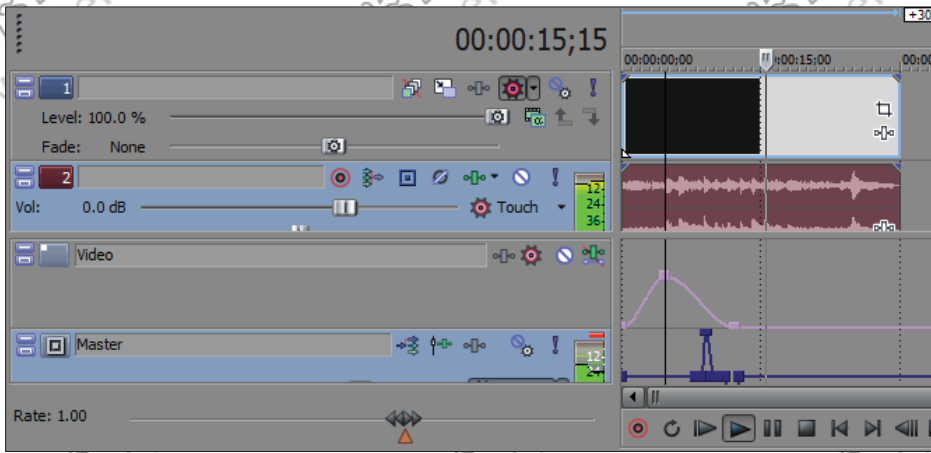 +30
00:00:15;15
00:00:00;00 :00:15;00 00:00
1
Level: 100.0 %
α
Fade: None
2
12
Vol: 0.0 dB Touch 24
36
Video
Master
12
24
Rate: 1.00